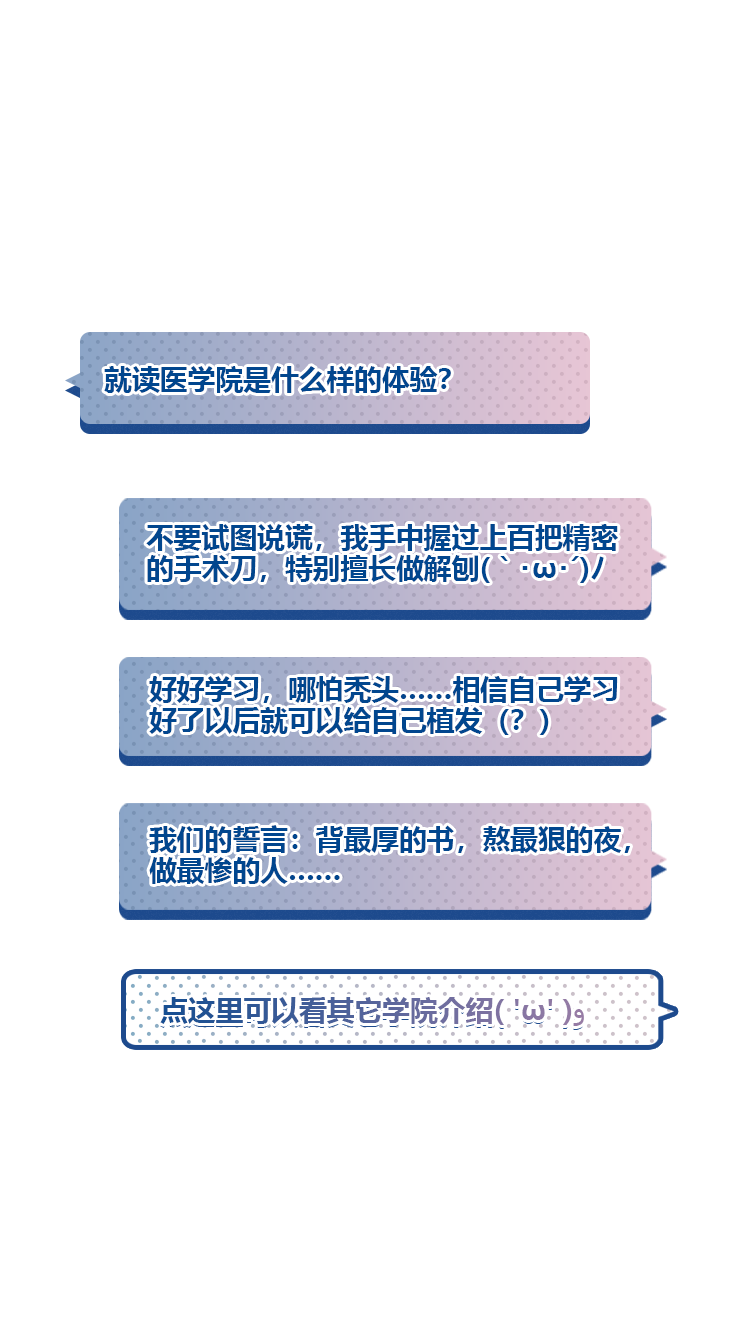 就读医学院是什么样的体验？
不要试图说谎，我手中握过上百把精密
的手术刀，特别擅长做解刨(｀･ω･´)ﾉ
好好学习，哪怕秃头……相信自己学习
好了以后就可以给自己植发（？）
我们的誓言：背最厚的书，熬最狠的夜，
做最惨的人……
点这里可以看其它学院介绍( 'ω' )و